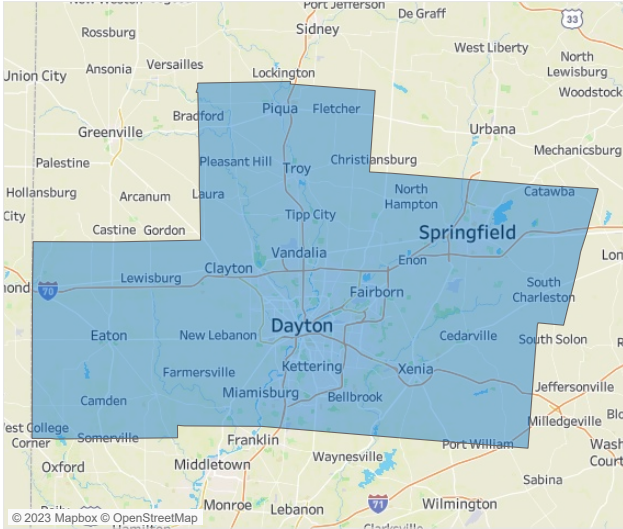 Port Jefferson
De Graff
33
Rossburg
Sidney
West Liberty
North
Lewisburg
Union City
Ansonia
Versailles
Lockington
Woodstock
Bradford
Piqua
Fletcher
Greenville
Urbana
Palestine
Pleasant Hill
Troy
Christiansburg
Mechanicsburg
Hollansburg
Arcanum
Laura
North
Hampton
Catawba
City
Tipp City
Castine
Gordon
Springfield
Vandalia
Clayton
Enon
Lewisburg
70
Fairborn
South
Charleston
Dayton
Eaton
New Lebanon
Cedarville
South Solon
Kettering
Xenia
Farmersville
Jeffersonville
Camden
Miamisburg
Bellbrook
Milledgeville
West College
Corner
Somerville
Franklin
Port William
Oxford
Middletown
Waynesville
Sabina
Monroe
Lebanon
71
Wilmington
© 2023 Mapbox © OpenStreetMap